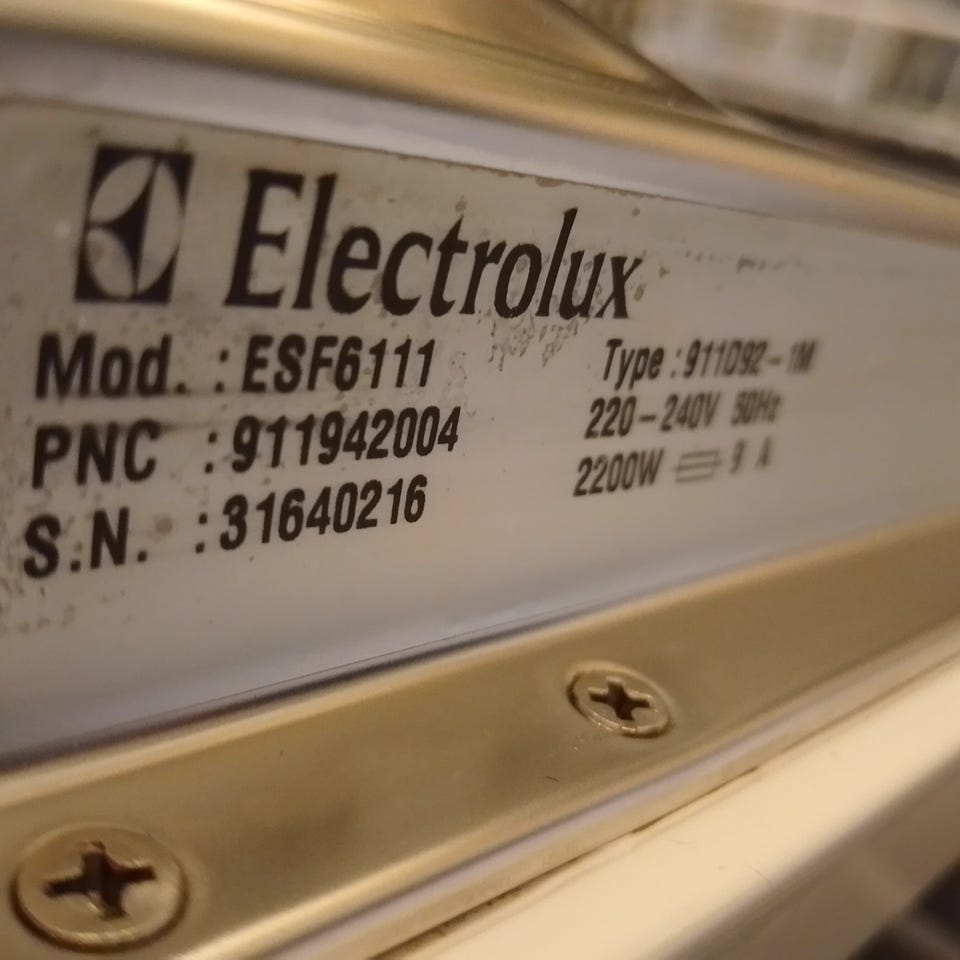 Electrolux
Mod. : ESF6111
PNC : 911942004
S.N. : 31640216
Type : 911D92-1M
220-240V 50Hz
2200W 9 A